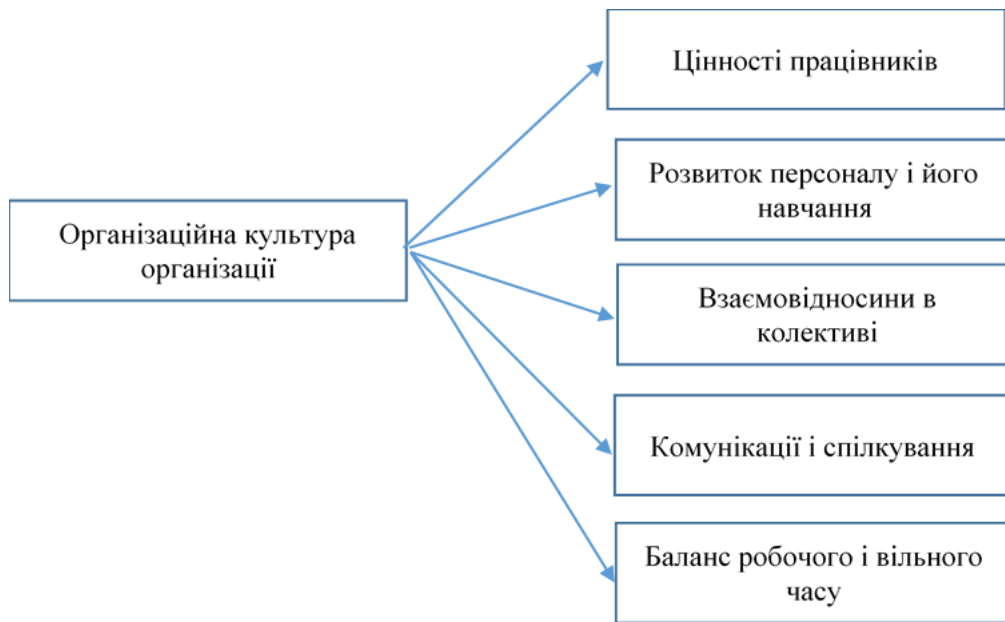 Організаційна культура
організації
Цінності працівників
Розвиток персоналу і його
навчання
Взаємовідносини в
колективі
Комунікації і спілкування
Баланс робочого і вільного
часу